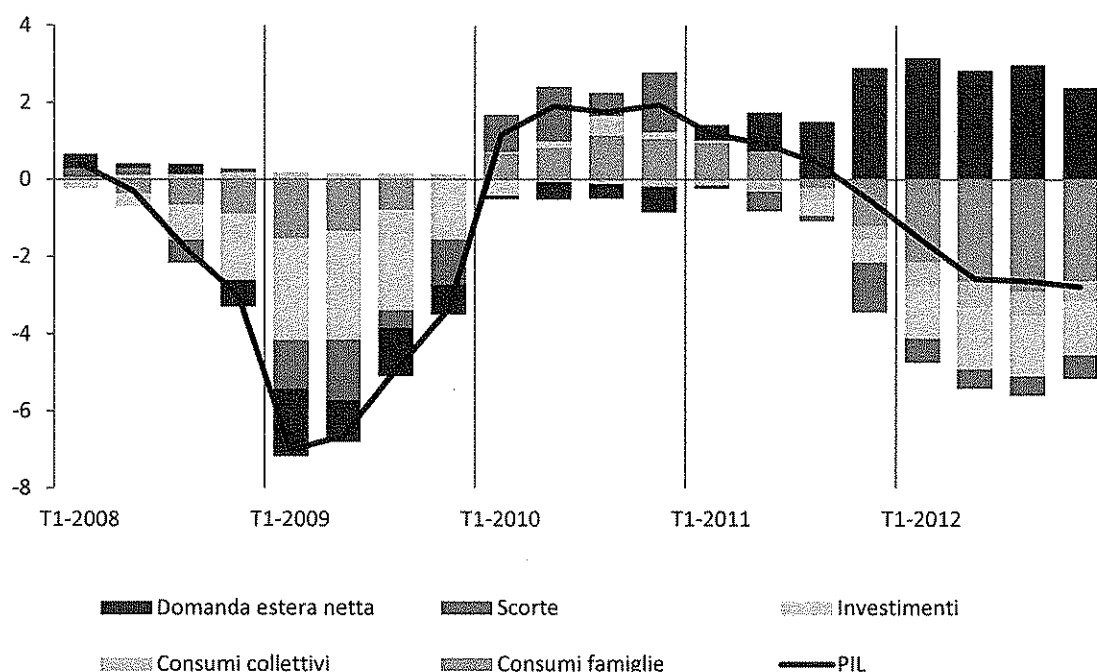 4
2
0
-2
-4
-6
-8
T1-2008 T1-2009 T1-2010 T1-2011 T1-2012
Domanda estera netta Scorte Investimenti
Consumi collettivi Consumi famiglie PIL